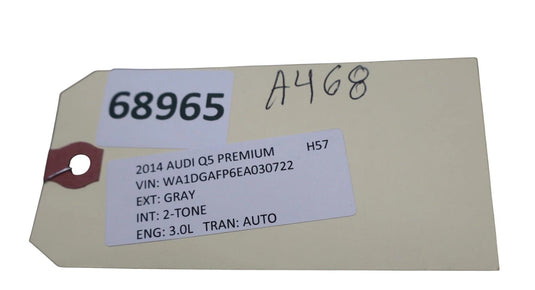 68965
A468
2014 AUDI Q5 PREMIUM H57
VIN: WA1DGAFP6EA030722
EXT: GRAY
INT: 2-TONE
ENG: 3.0L TRAN: AUTO